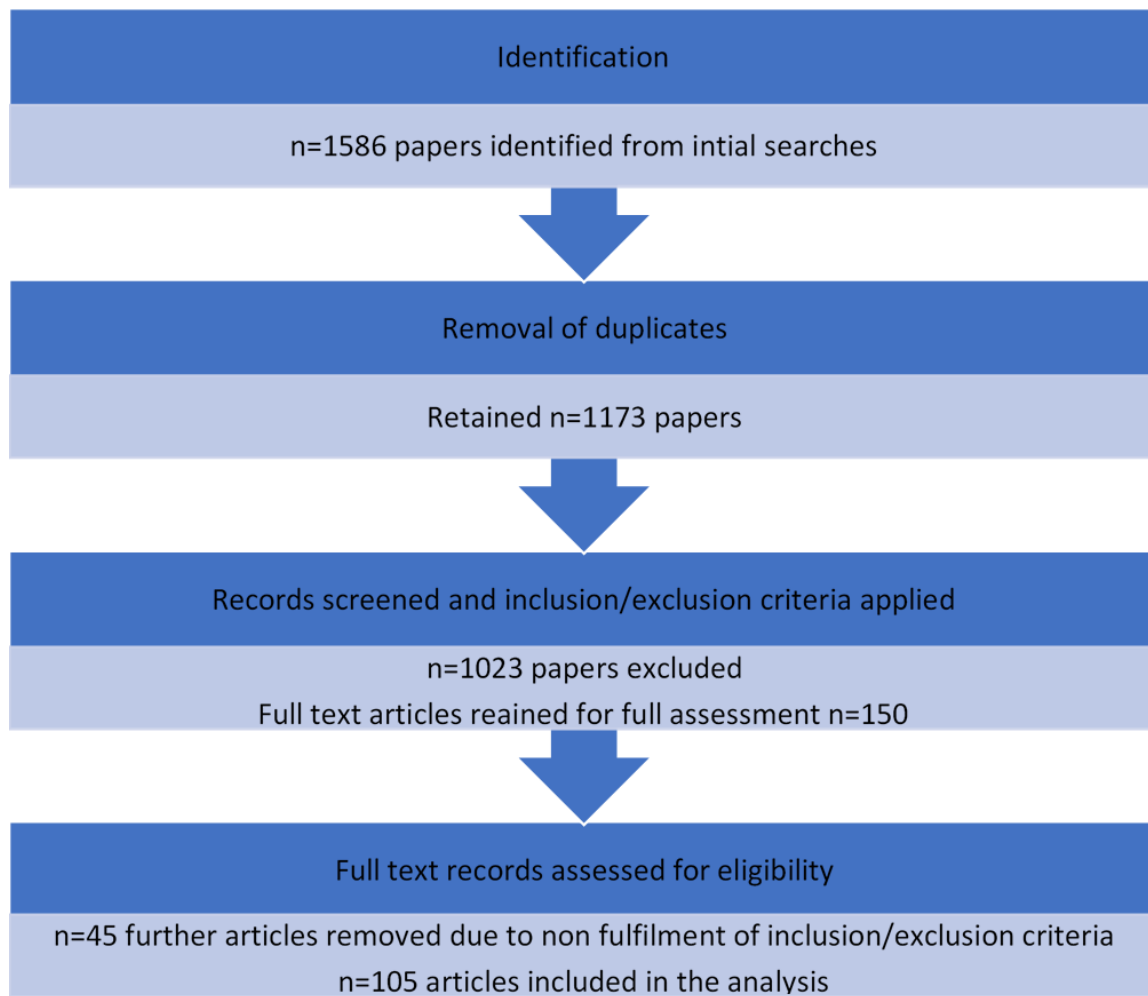 Identification
n=1586 papers identified from intial searches
Removal of duplicates
Retained n=1173 papers
Records screened and inclusion/exclusion criteria applied
n=1023 papers excluded
Full text articles reained for full assessment n=150
Full text records assessed for eligibility
n=45 further articles removed due to non fulfilment of inclusion/exclusion criteria
n=105 articles included in the analysis